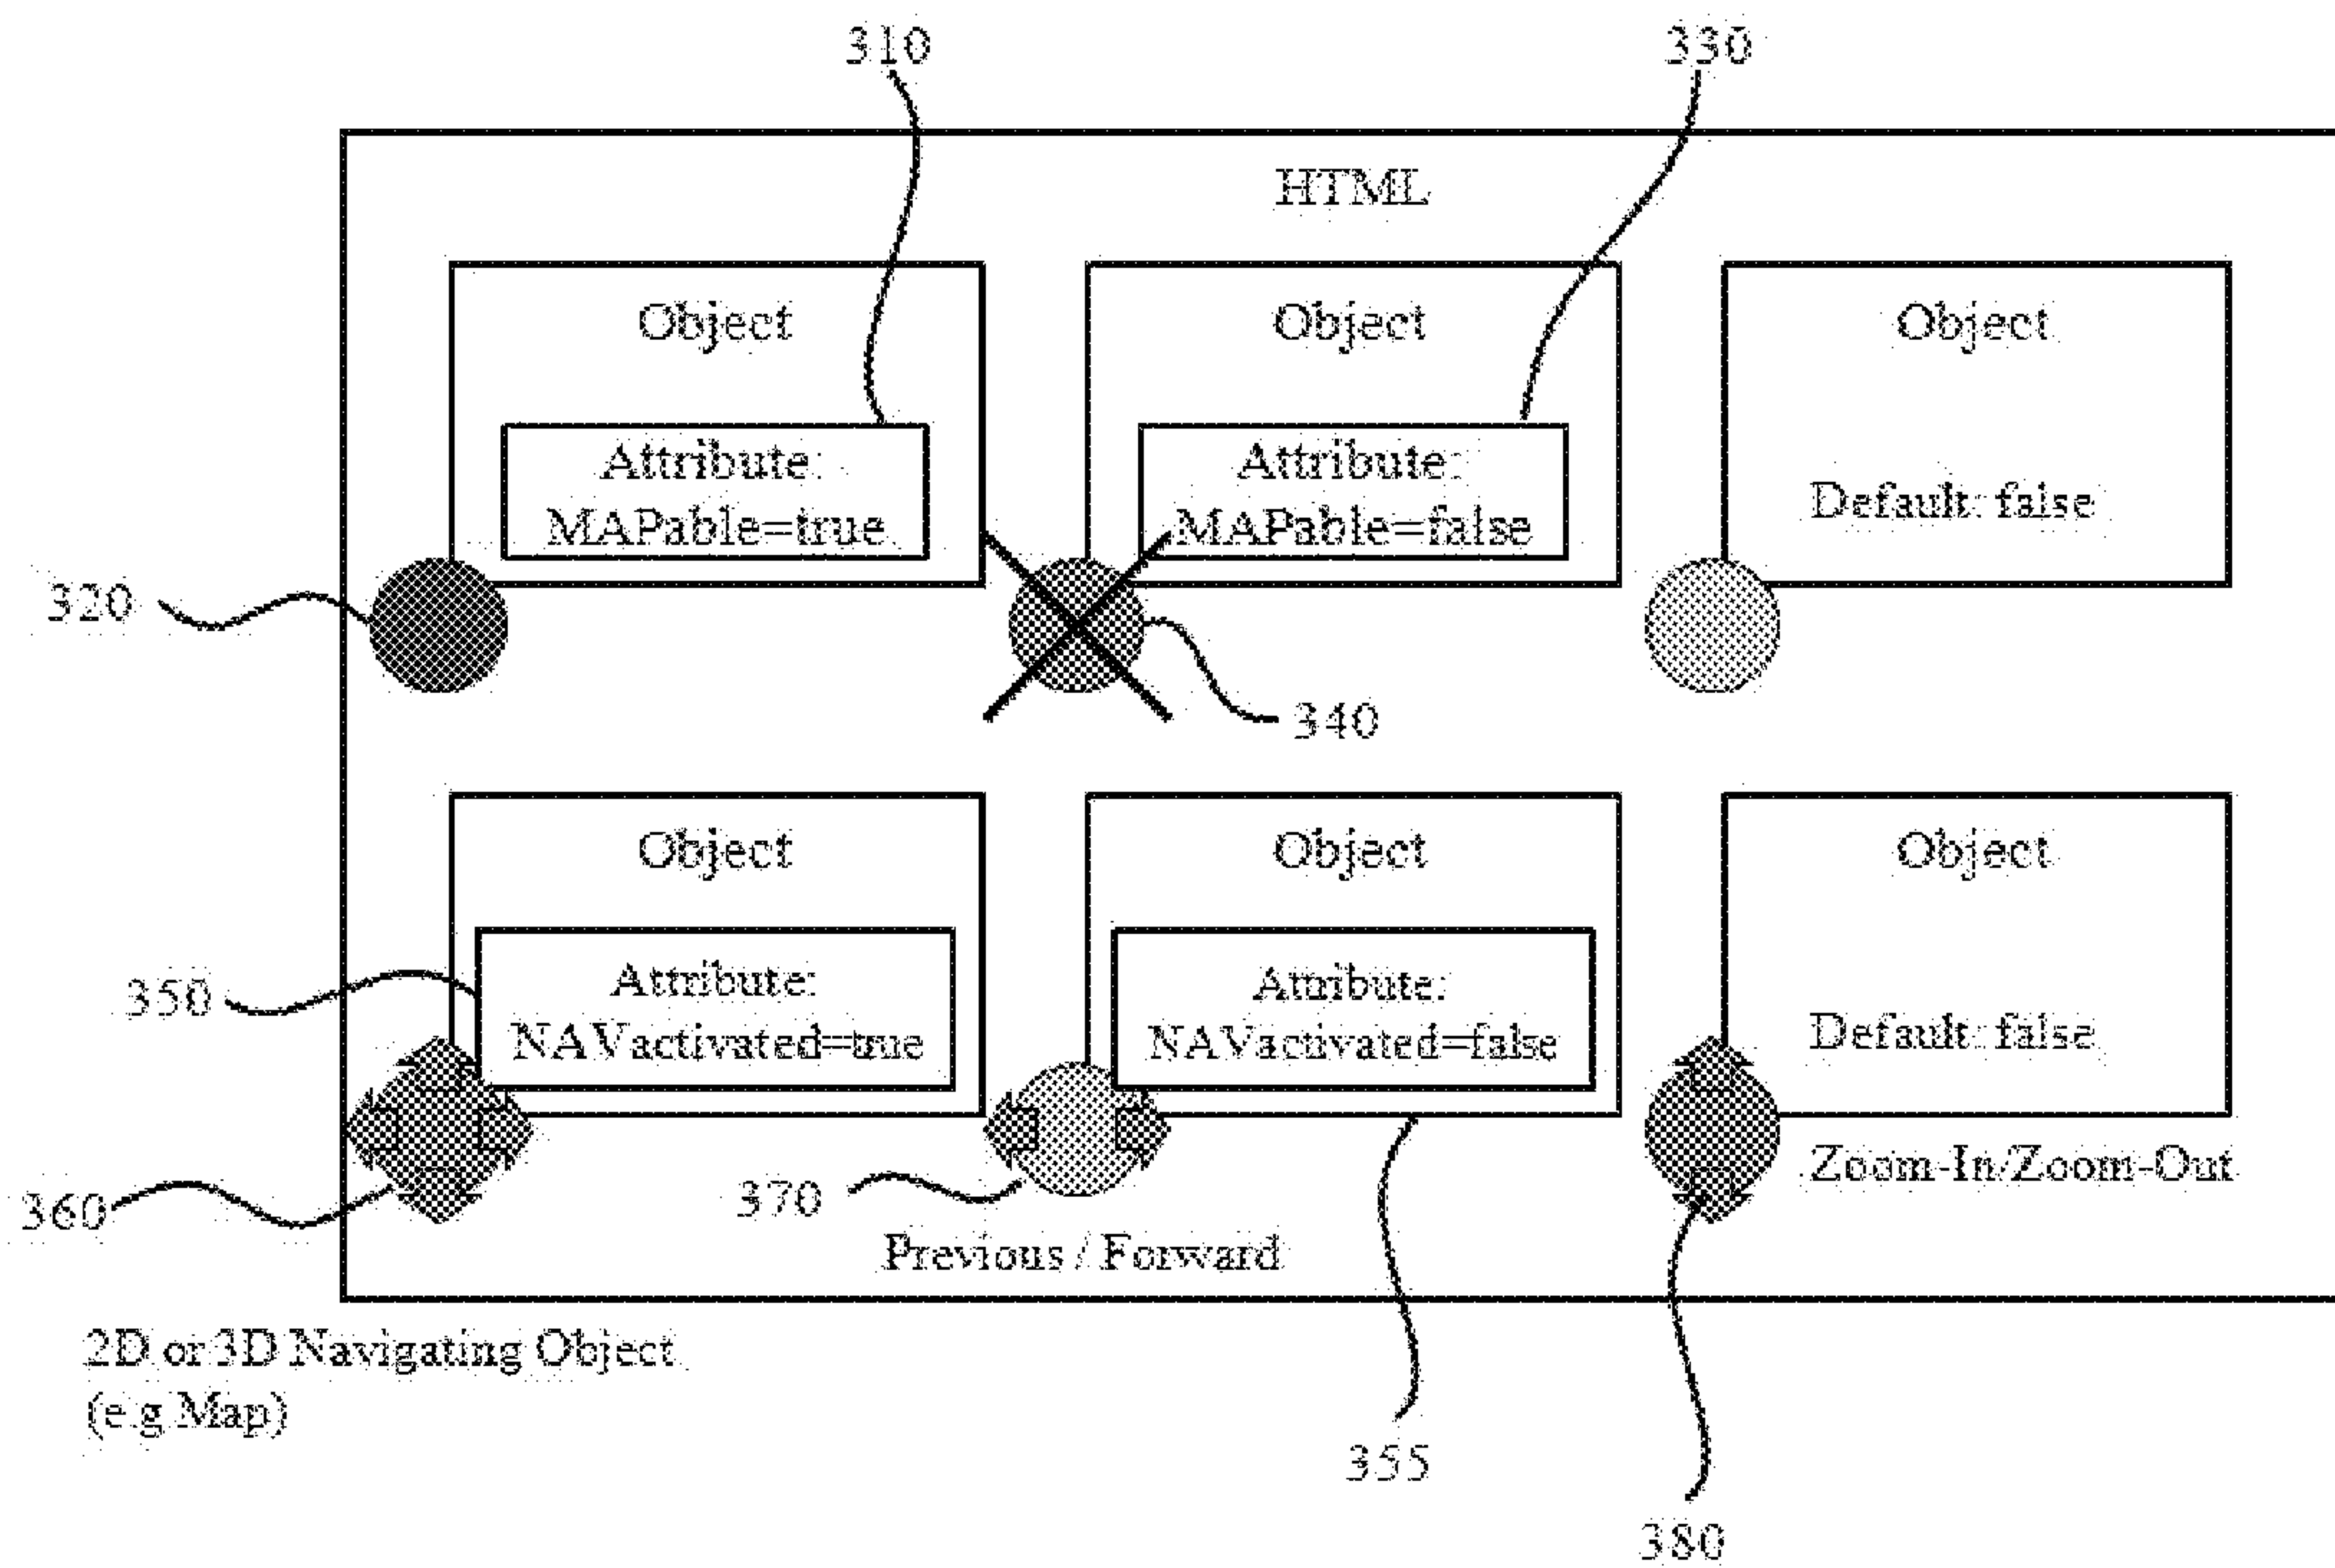 310
330
HTML
Object
Object
Object
Attribute:
MAPable=true
Attribute:
MAPable=false
Default: false
320
340
Object
Object
Object
350
Attribute:
NAVactivated=true
Attribute:
NAVactivated=false
Default: false
360
370
Zoom-In/Zoom-Out
Previous / Forward
2D or 3D Navigating Object
(e.g Map)
355
380